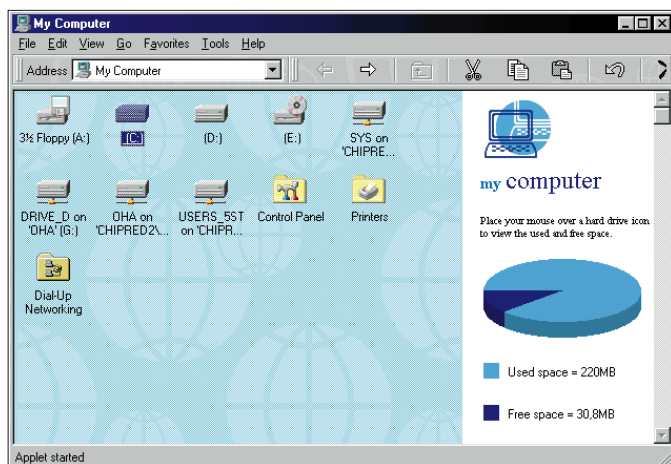 My Computer
File Edit View Go Favorites Tools Help
Address My Computer
3½ Floppy (A:)
(C:)
(D:)
(E:)
SYS on
'CHIPRE...
DRIVE_D on
'OHA' (G:)
OHA on
'CHIPRED2\...
USERS_5ST
on 'CHIPR...
Control Panel
Printers
Dial-Up
Networking
my computer
Place your mouse over a hard drive icon
to view the used and free space.
Used space = 220MB
Free space = 30,8MB
Applet started